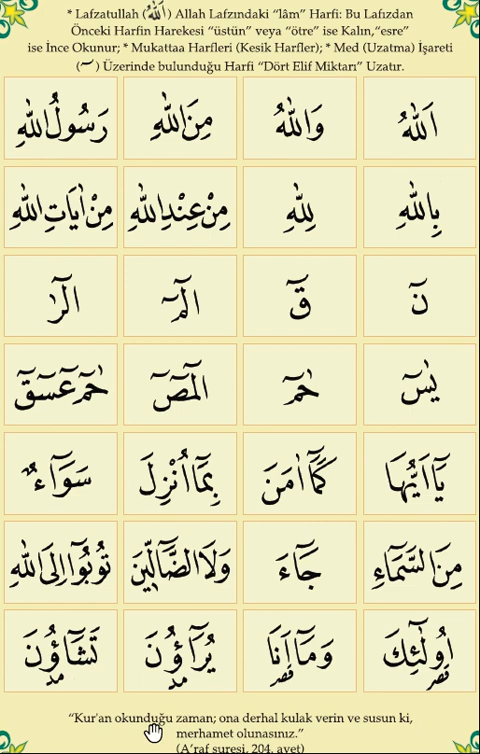 * Lafzatullah (اللّٰهُ) Allah Lafzındaki “lâm” Harfi: Bu Lafızdan
Önceki Harfin Harekesi “üstün” veya “ötre” ise Kalın,“esre”
ise İnce Okunur; * Mukattaa Harfleri (Kesik Harfler); * Med (Uzatma) İşareti
(ۤ) Üzerinde bulunduğu Harfi “Dört Elif Miktarı” Uzatır.
اَللّٰهُ وَاللّٰهُ مِنَ اللّٰهِ رَسُولُ اللّٰهِ
بِاللّٰهِ لِلّٰهِ مِنْ عِنْدِ اللّٰهِ مِنْ اٰيَاتِ اللّٰهِ
نٓ قٓ الٓمٓ الٓرٰ
يٰسٓ حٰمٓ الٓمٓصٓ حٰمٓ عٓسٓقٓ
يَٓا اَيُّهَا كَمَٓا اٰمَنَ بِمَٓا اُنْزِلَ سَوَٓاءٌ
مِنَ السَّمَٓاءِ جَٓاءَ وَلَا الضَّٓالّ۪ينَ تُوبُٓوا اِلَى اللّٰهِ
اُو۬لٰٓئِكَ وَمَٓا اَنَا۬ يُرَٓاؤُ۫نَ تَشَٓاؤُ۫نَ
“Kur'an okunduğu zaman; ona derhal kulak verin ve susun ki,
merhamet olunasınız.”
(A’raf suresi, 204. ayet)